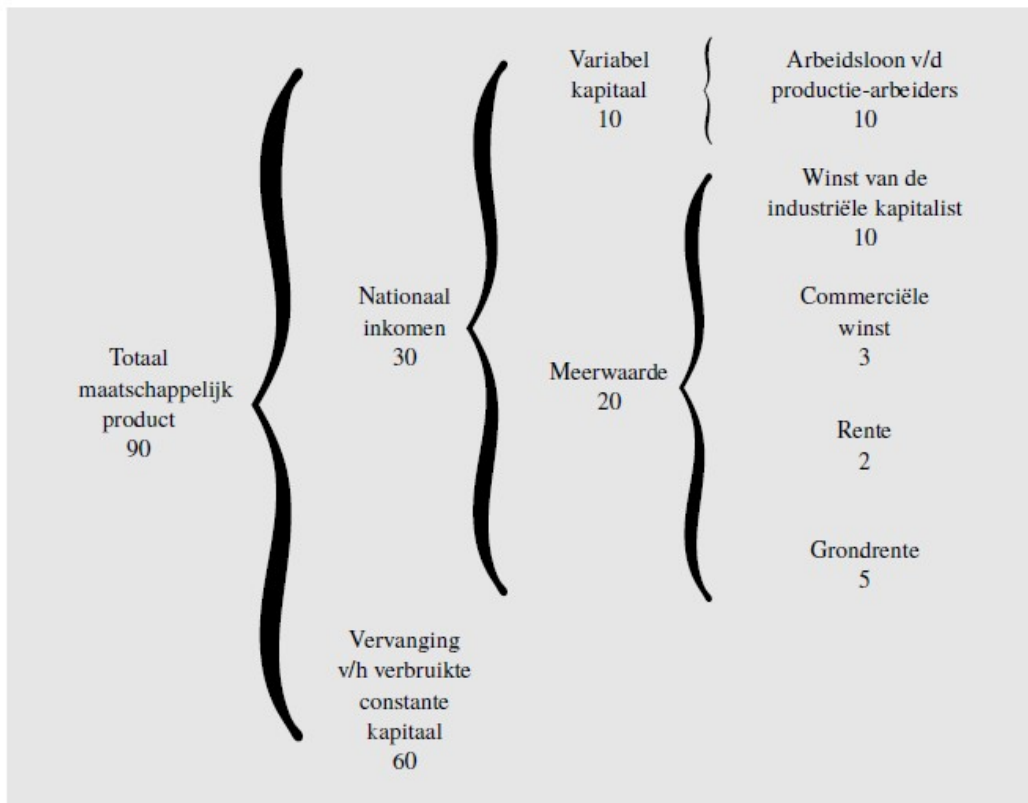 Totaal
maatschappelijk
product
90
Nationaal
inkomen
30
Vervanging
v/h verbruikte
constante
kapitaal
60
Variabel
kapitaal
10
Meerwaarde
20
Arbeidsloon v/d
productie-arbeiders
10
Winst van de
industriële kapitalist
10
Commerciële
winst
3
Rente
2
Grondrente
5